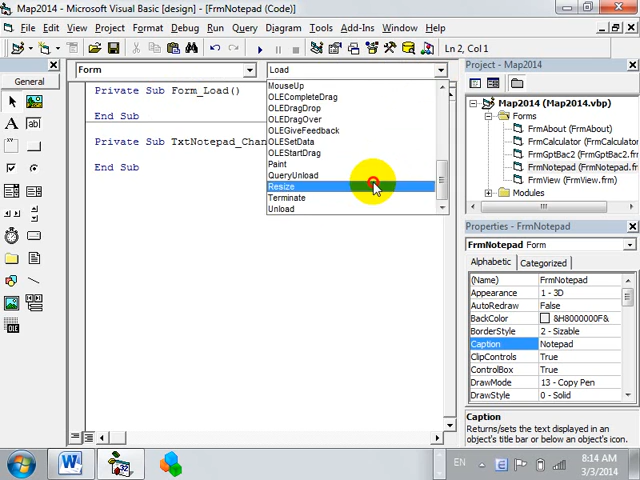 Map2014 - Microsoft Visual Basic [design] - [FrmNotepad (Code)]
File Edit View Project Format Debug Run Query Diagram Tools Add-Ins Window Help
Ln 2, Col 1
Form
Load
Private Sub Form_Load()
End Sub
Private Sub TxtNotepad_Chan
End Sub
MouseUp
OLECompleteDrag
OLEDragDrop
OLEDragOver
OLEGiveFeedback
OLESetData
OLEStartDrag
Paint
QueryUnload
Resize
Terminate
Unload
General
A
ab|
OLE
Project - Map2014
Map2014 (Map2014.vbp)
Forms
FrmAbout (FrmAbout.
FrmCalculator (FrmCal
FrmGptBac2 (FrmGptBac2.f
FrmNotepad (Notepad.
FrmView (FrmView.frm)
Modules
Properties - FrmNotepad
FrmNotepad Form
Alphabetic Categorized
(Name) FrmNotepad
Appearance 1 - 3D
AutoRedraw False
BackColor &H8000000F&
BorderStyle 2 - Sizable
Caption Notepad
ClipControls True
ControlBox True
DrawMode 13 - Copy Pen
DrawStyle 0 - Solid
Caption
Returns/sets the text displayed in an object's title bar or below an object's icon.
EN
8:14 AM
3/3/2014